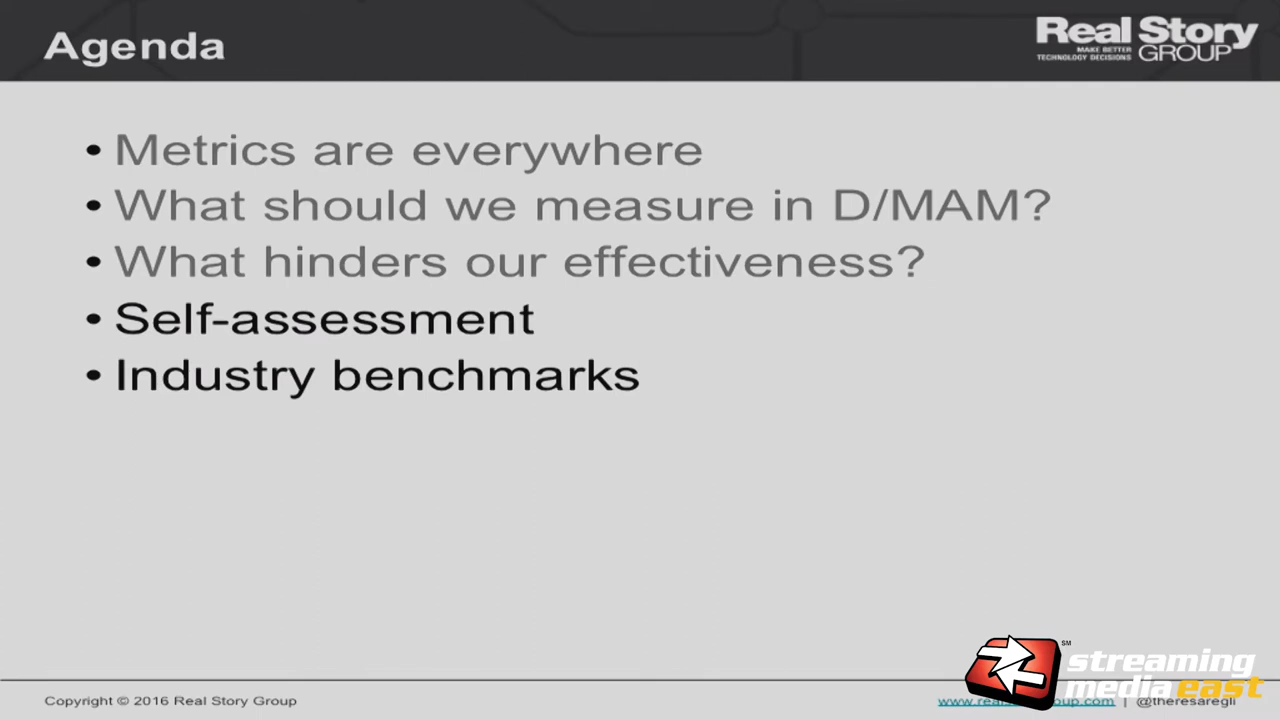 Agenda
Real Story
MAKE BETTER
TECHNOLOGY DECISIONS
GROUP
• Metrics are everywhere
• What should we measure in D/MAM?
• What hinders our effectiveness?
• Self-assessment
• Industry benchmarks
SM
streaming
media east
Copyright © 2016 Real Story Group
| @theresaregli